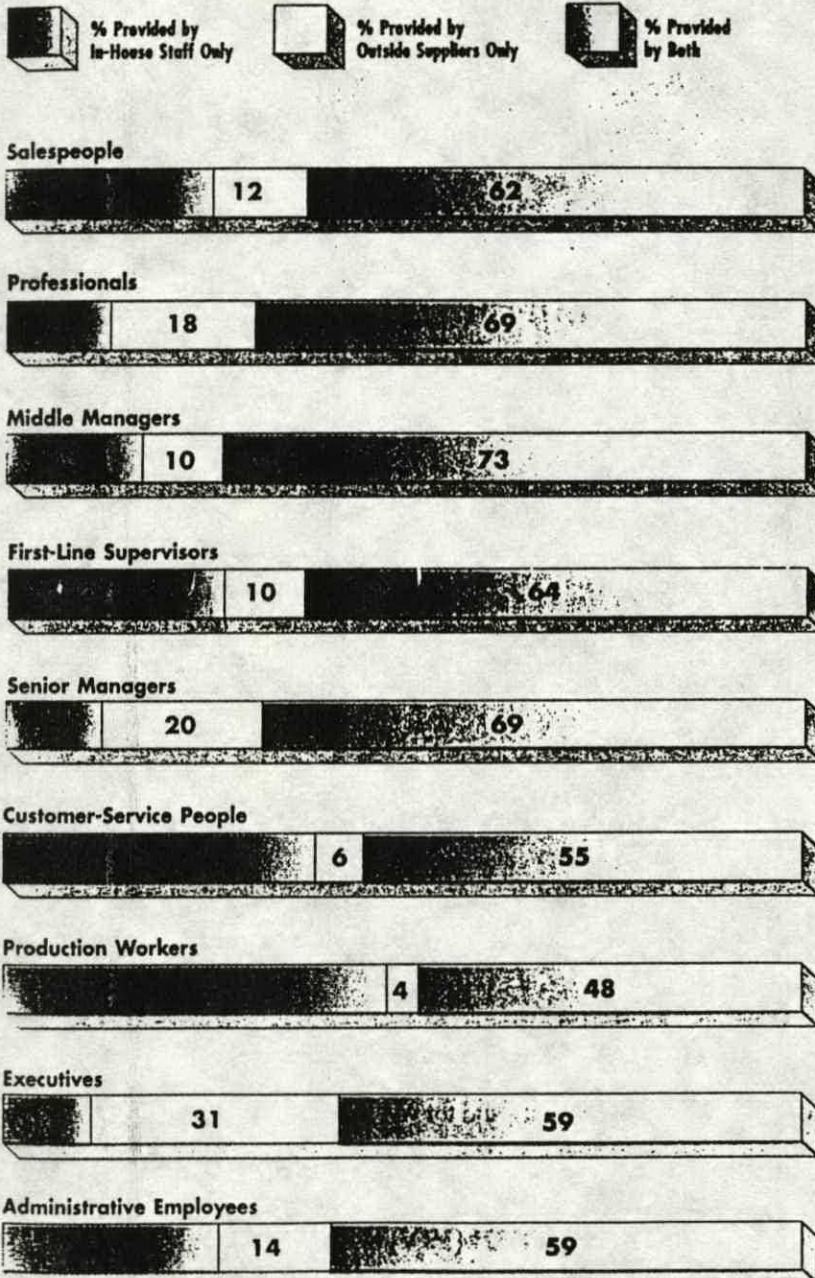 % Provided by
In-House Staff Only
% Provided by
Outside Suppliers Only
% Provided
by Both
Salespeople
12 62
Professionals
18 69
Middle Managers
10 73
First-Line Supervisors
10 64
Senior Managers
20 69
Customer-Service People
6 55
Production Workers
4 48
Executives
31 59
Administrative Employees
14 59